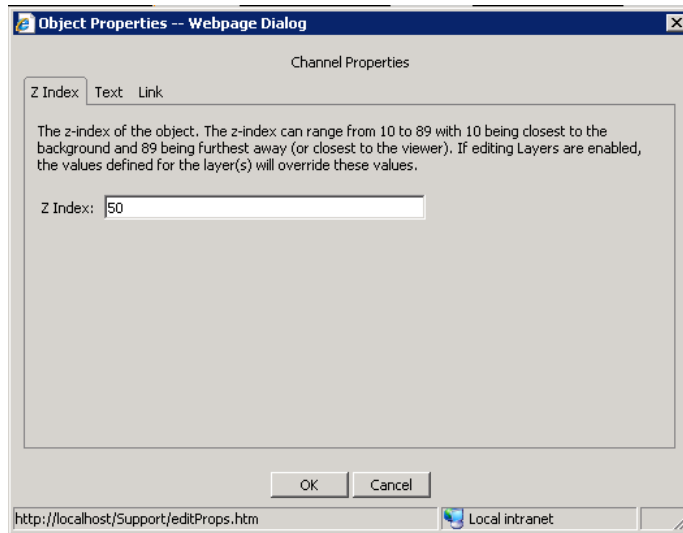 Object Properties -- Webpage Dialog
Channel Properties
Z Index Text Link
The z-index of the object. The z-index can range from 10 to 89 with 10 being closest to the
background and 89 being furthest away (or closest to the viewer). If editing Layers are enabled,
the values defined for the layer(s) will override these values.
Z Index: 50
OK Cancel
http://localhost/Support/editProps.htm Local intranet